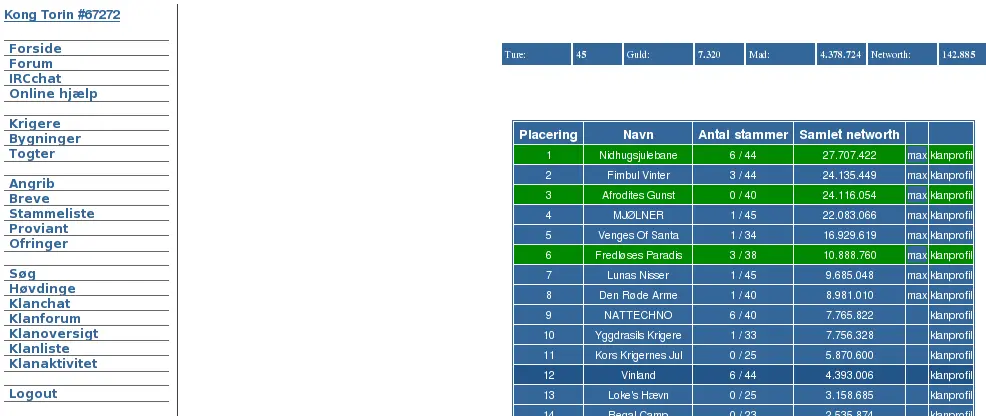 Kong Torin #67272
Forside
Forum
IRCchat
Online hjælp
Krigere
Bygninger
Togter
Angrib
Breve
Stammeliste
Proviant
Ofringer
Søg
Høvdinge
Klanchat
Klanforum
Klanoversigt
Klanliste
Klanaktivitet
Logout
Ture: 45 Guld: 7.320 Mad: 4.378.724 Networth: 142.885
Placering Navn Antal stammer Samlet networth
1 Nidhugsjulebane 6 / 44 27.707.422 max klanprofil
2 Fimbul Vinter 3 / 44 24.135.449 max klanprofil
3 Afrodites Gunst 0 / 40 24.116.054 max klanprofil
4 MJØLNER 1 / 45 22.083.066 max klanprofil
5 Venges Of Santa 1 / 34 16.929.619 max klanprofil
6 Fredløses Paradis 3 / 38 10.888.760 max klanprofil
7 Lunas Nisser 1 / 45 9.685.048 max klanprofil
8 Den Røde Arme 1 / 40 8.981.010 max klanprofil
9 NATTECHNO 6 / 40 7.765.822 klanprofil
10 Yggdrasils Krigere 1 / 33 7.756.328 klanprofil
11 Kors Krigernes Jul 0 / 25 5.870.600 klanprofil
12 Vinland 6 / 44 4.393.006 klanprofil
13 Loke's Hævn 0 / 25 3.158.685 klanprofil
14 Regal Camp 0 / 23 2.535.874 klanprofil